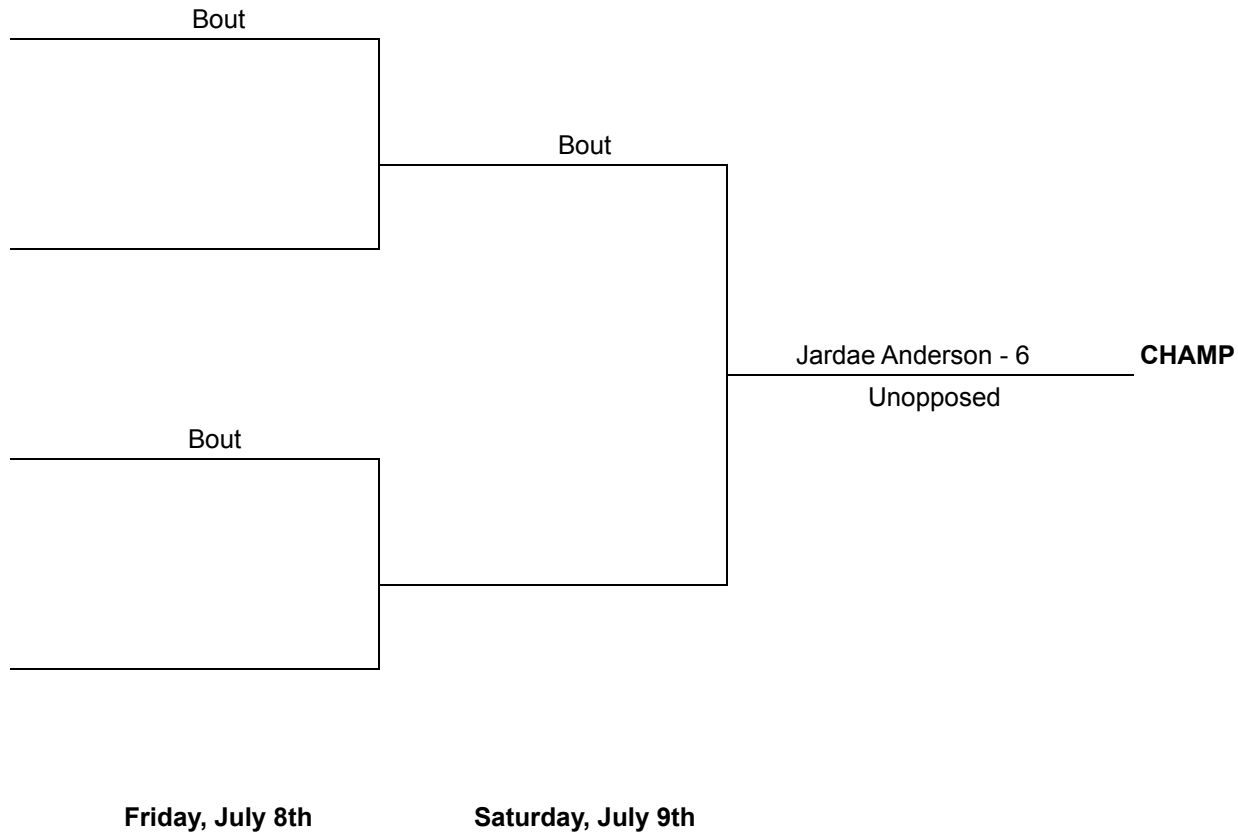 Bout
Bout
Jardae Anderson - 6 CHAMP
Unopposed
Bout
Friday, July 8th Saturday, July 9th